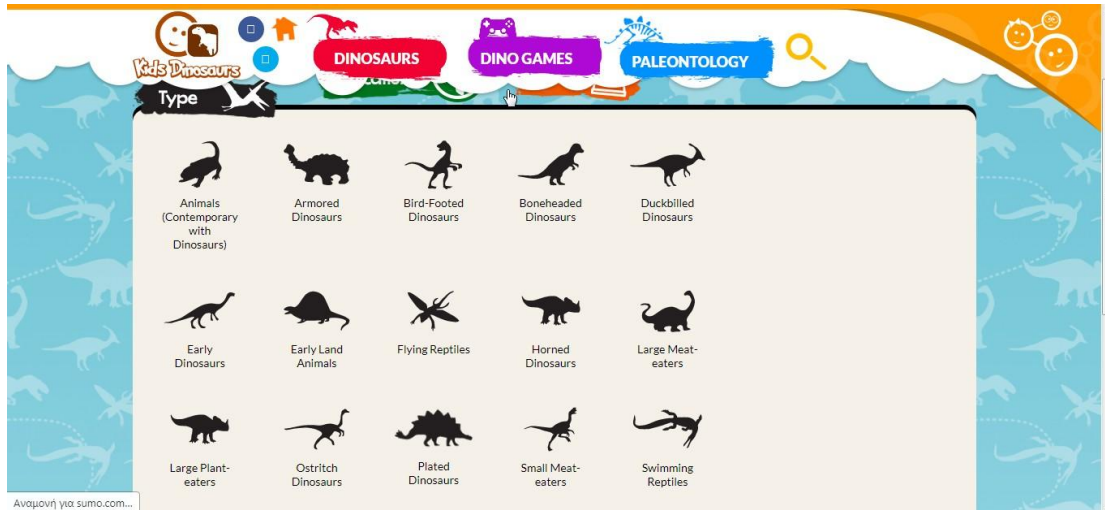 Kids Dinosaurs
DINOSAURS
DINO GAMES
PALEONTOLOGY
Type
Animals
(Contemporary
with
Dinosaurs)
Armored
Dinosaurs
Bird-Footed
Dinosaurs
Boneheaded
Dinosaurs
Duckbilled
Dinosaurs
Early
Dinosaurs
Early Land
Animals
Flying Reptiles
Horned
Dinosaurs
Large Meat-
eaters
Large Plant-
eaters
Ostritch
Dinosaurs
Plated
Dinosaurs
Small Meat-
eaters
Swimming
Reptiles
Αναμονή για sumo.com...